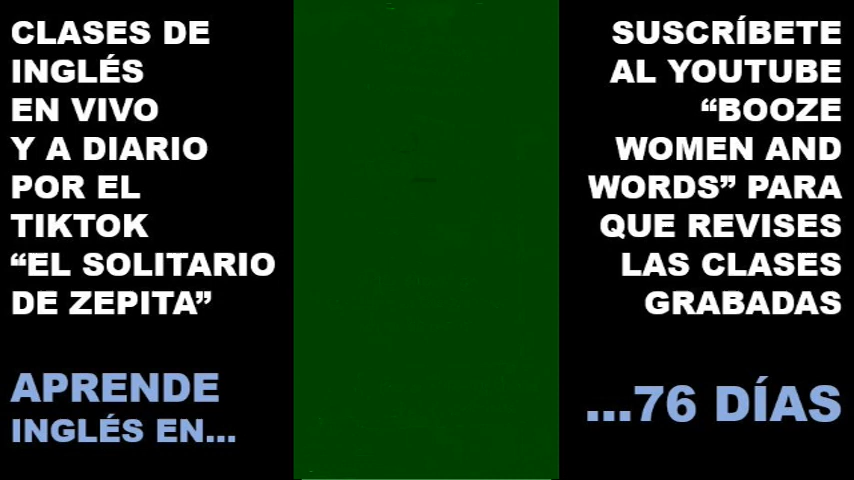 CLASES DE
INGLÉS
EN VIVO
Y A DIARIO
POR EL
TIKTOK
“EL SOLITARIO
DE ZEPITA”
APRENDE
INGLÉS EN...
SUSCRÍBETE
AL YOUTUBE
“BOOZE
WOMEN AND
WORDS” PARA
QUE REVISES
LAS CLASES
GRABADAS
...76 DÍAS